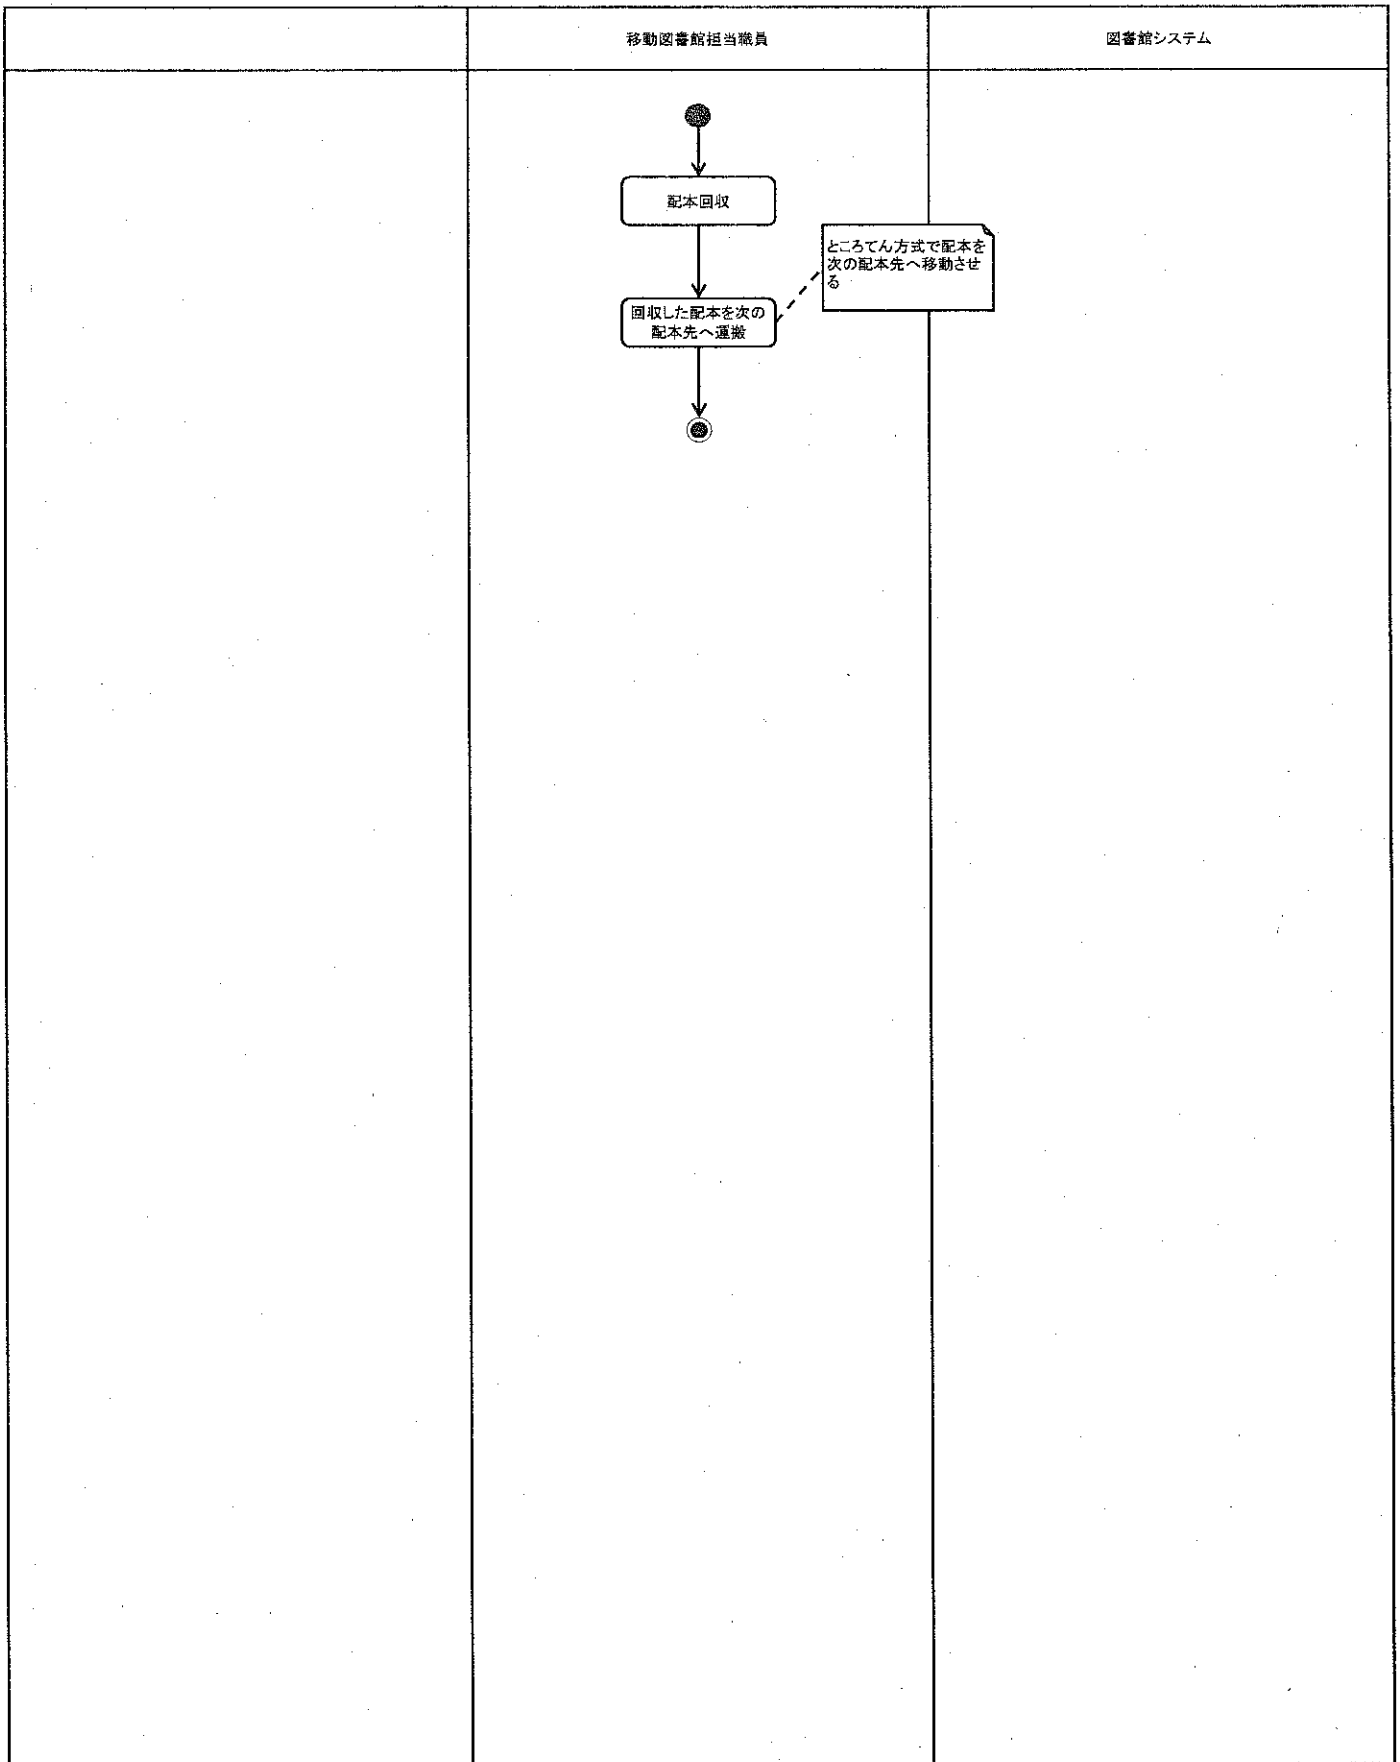 移動図書館担当職員
図書館システム
配本回収
ところてん方式で配本を
次の配本先へ移動させ
る
回収した配本を次の
配本先へ運搬